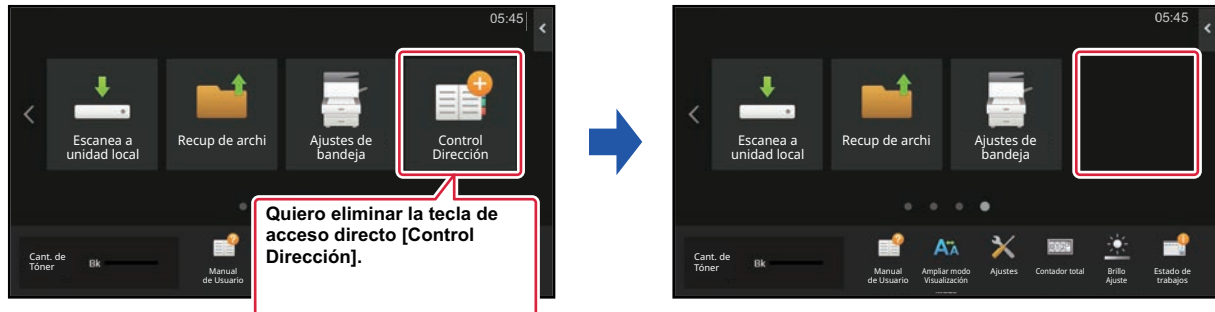 05:45
Escanea a
unidad local
Recup de archi
Ajustes de
bandeja
Control
Dirección
Quiero eliminar la tecla de
acceso directo [Control
Dirección].
Cant. de
Tóner
Bk
Manual
de Usuario
05:45
Escanea a
unidad local
Recup de archi
Ajustes de
bandeja
Cant. de
Tóner
Bk
Manual
de Usuario
Ampliar modo
Visualización
Ajustes
Contador total
Brillo
Ajuste
Estado de
trabajos